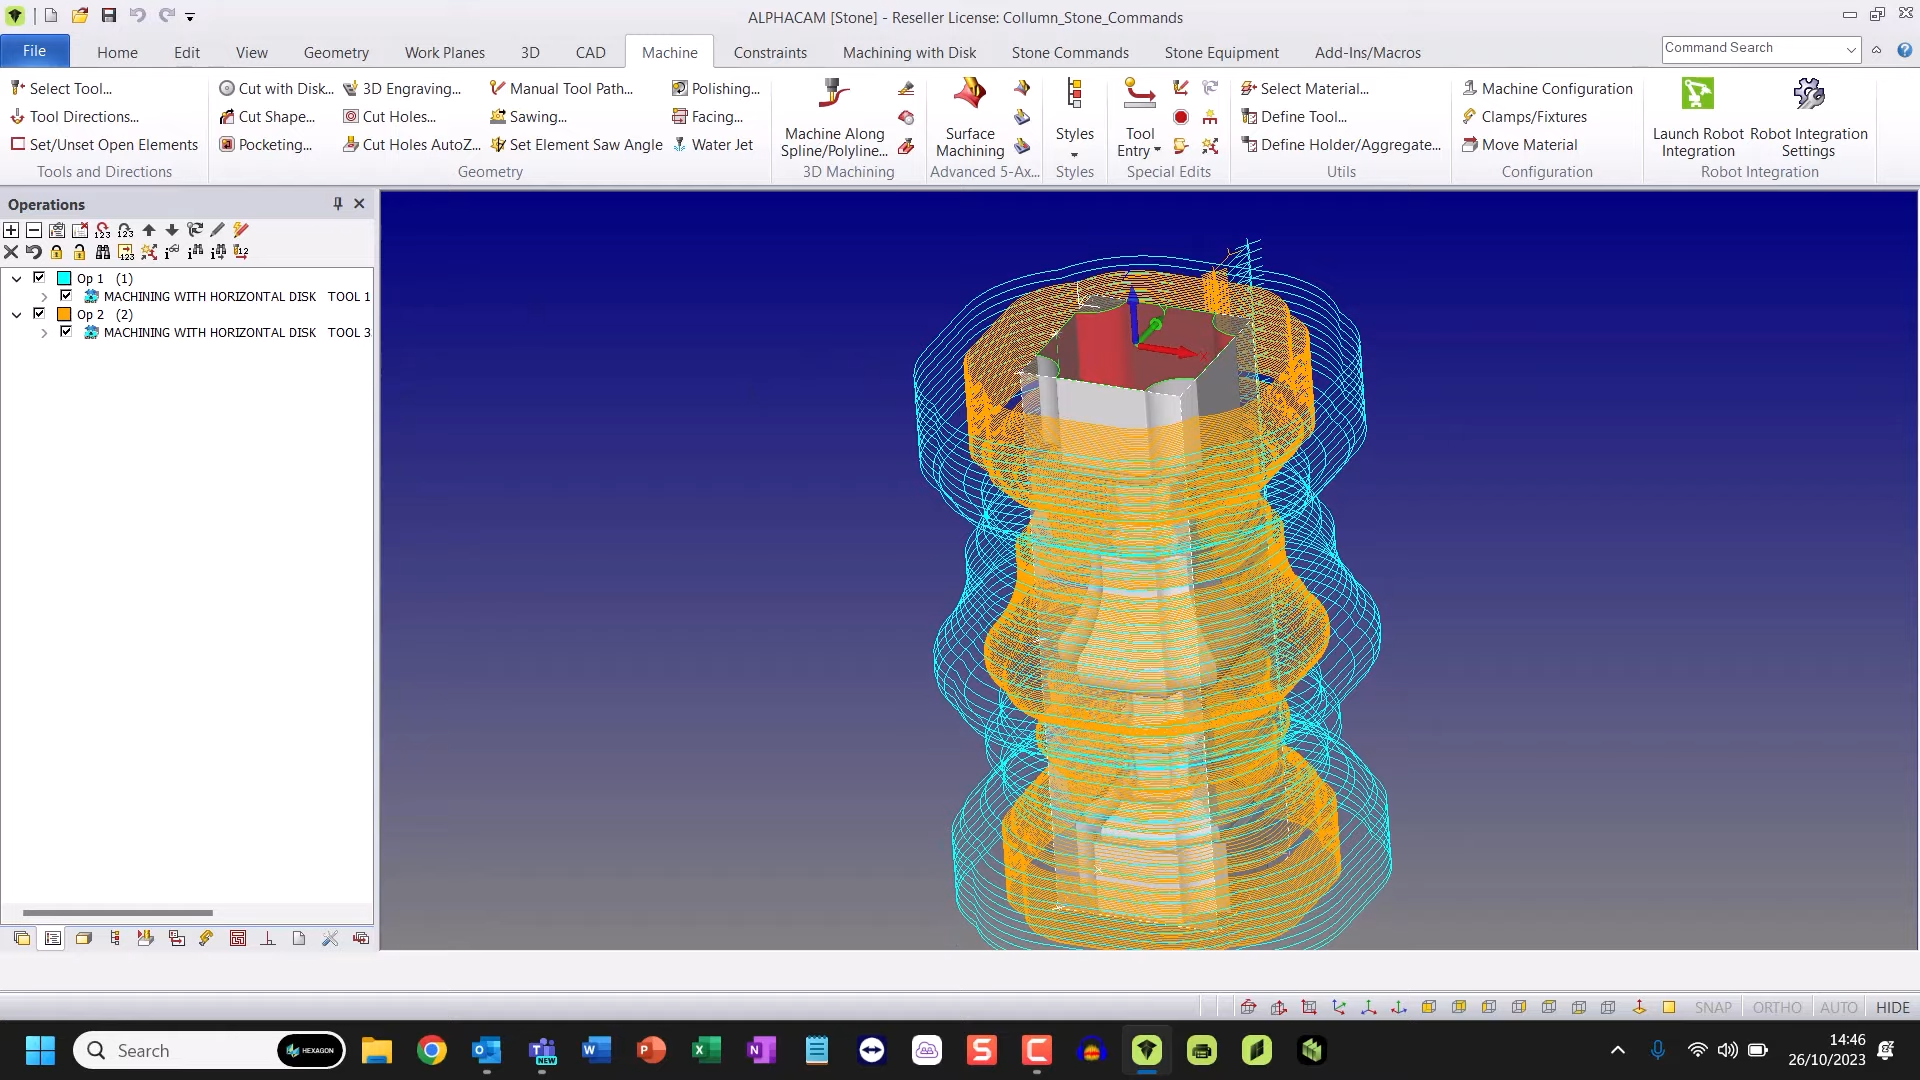 ALPHACAM [Stone] - Reseller License: Collumn_Stone_Commands
File
Home
Edit
View
Geometry
Work Planes
3D
CAD
Machine
Constraints
Machining with Disk
Stone Commands
Stone Equipment
Add-Ins/Macros
Command Search
Select Tool...
Tool Directions...
Set/Unset Open Elements
Tools and Directions
Cut with Disk...
3D Engraving...
Manual Tool Path...
Polishing...
Cut Shape...
Cut Holes...
Sawing...
Facing...
Pocketing...
Cut Holes AutoZ...
Set Element Saw Angle
Water Jet
Geometry
Machine Along
Spline/Polyline...
3D Machining
Surface
Machining
Advanced 5-Ax...
Styles
Styles
Tool
Entry
Special Edits
Select Material...
Define Tool...
Define Holder/Aggregate...
Utils
Machine Configuration
Clamps/Fixtures
Move Material
Configuration
Launch Robot
Integration
Robot Integration
Settings
Robot Integration
Operations
Op 1 (1)
MACHINING WITH HORIZONTAL DISK TOOL 1
Op 2 (2)
MACHINING WITH HORIZONTAL DISK TOOL 3
SNAP
ORTHO
AUTO
HIDE
Search
HEXAGON
14:46
26/10/2023